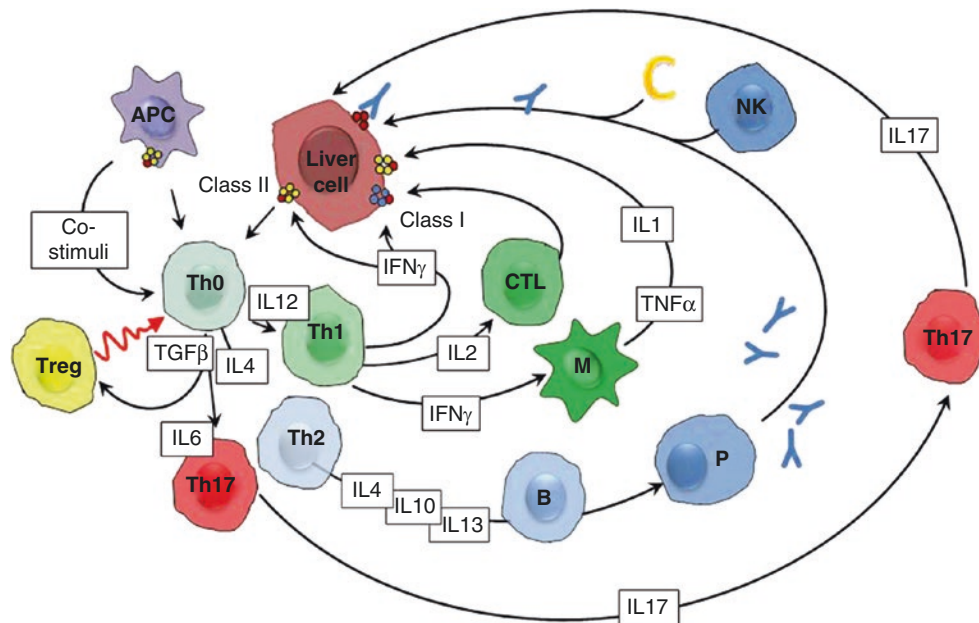 APC
NK
Liver
cell
IL17
Class II
Class I
Co-
stimuli
IL1
IFNγ
CTL
Th0
IL12
TNFα
Th1
Th17
TGFβ
IL2
IL4
Treg
M
IFNγ
Th2
IL6
P
Th17
IL4
B
IL10
IL13
IL17